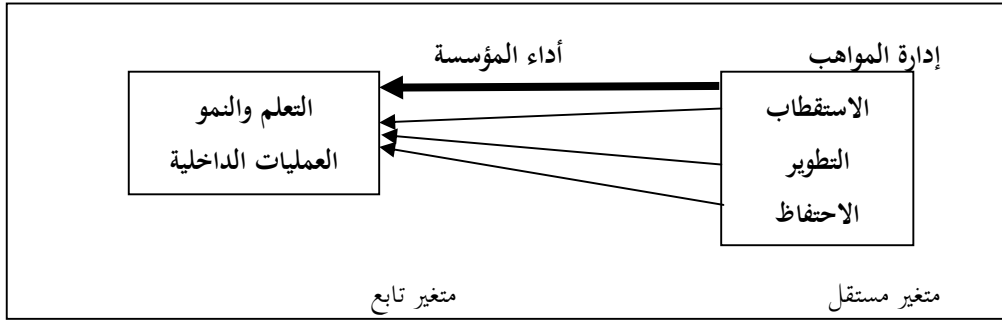 إدارة المواهب
أداء المؤسسة
الاستقطاب
التطوير
الاحتفاظ
التعلم والنمو
العمليات الداخلية
متغير مستقل
متغير تابع